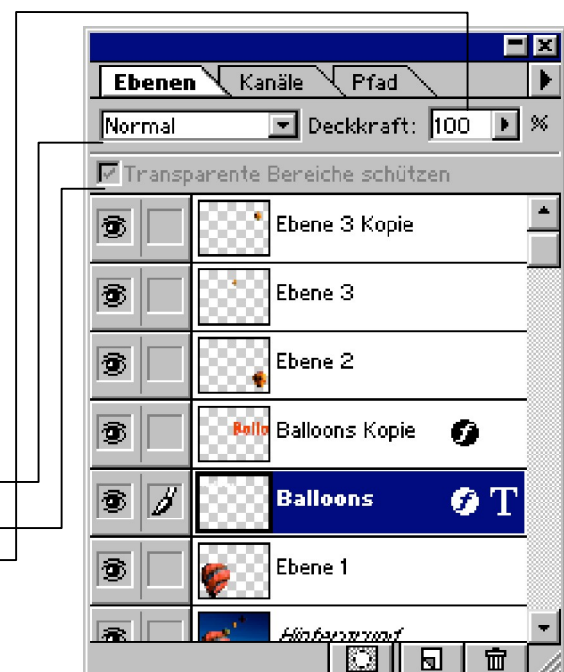 Ebenen Kanäle Pfad
Normal Deckkraft: 100 %
Transparente Bereiche schützen
Ebene 3 Kopie
Ebene 3
Ebene 2
Ballo Balloons Kopie
Balloons T
Ebene 1
Hintergrund